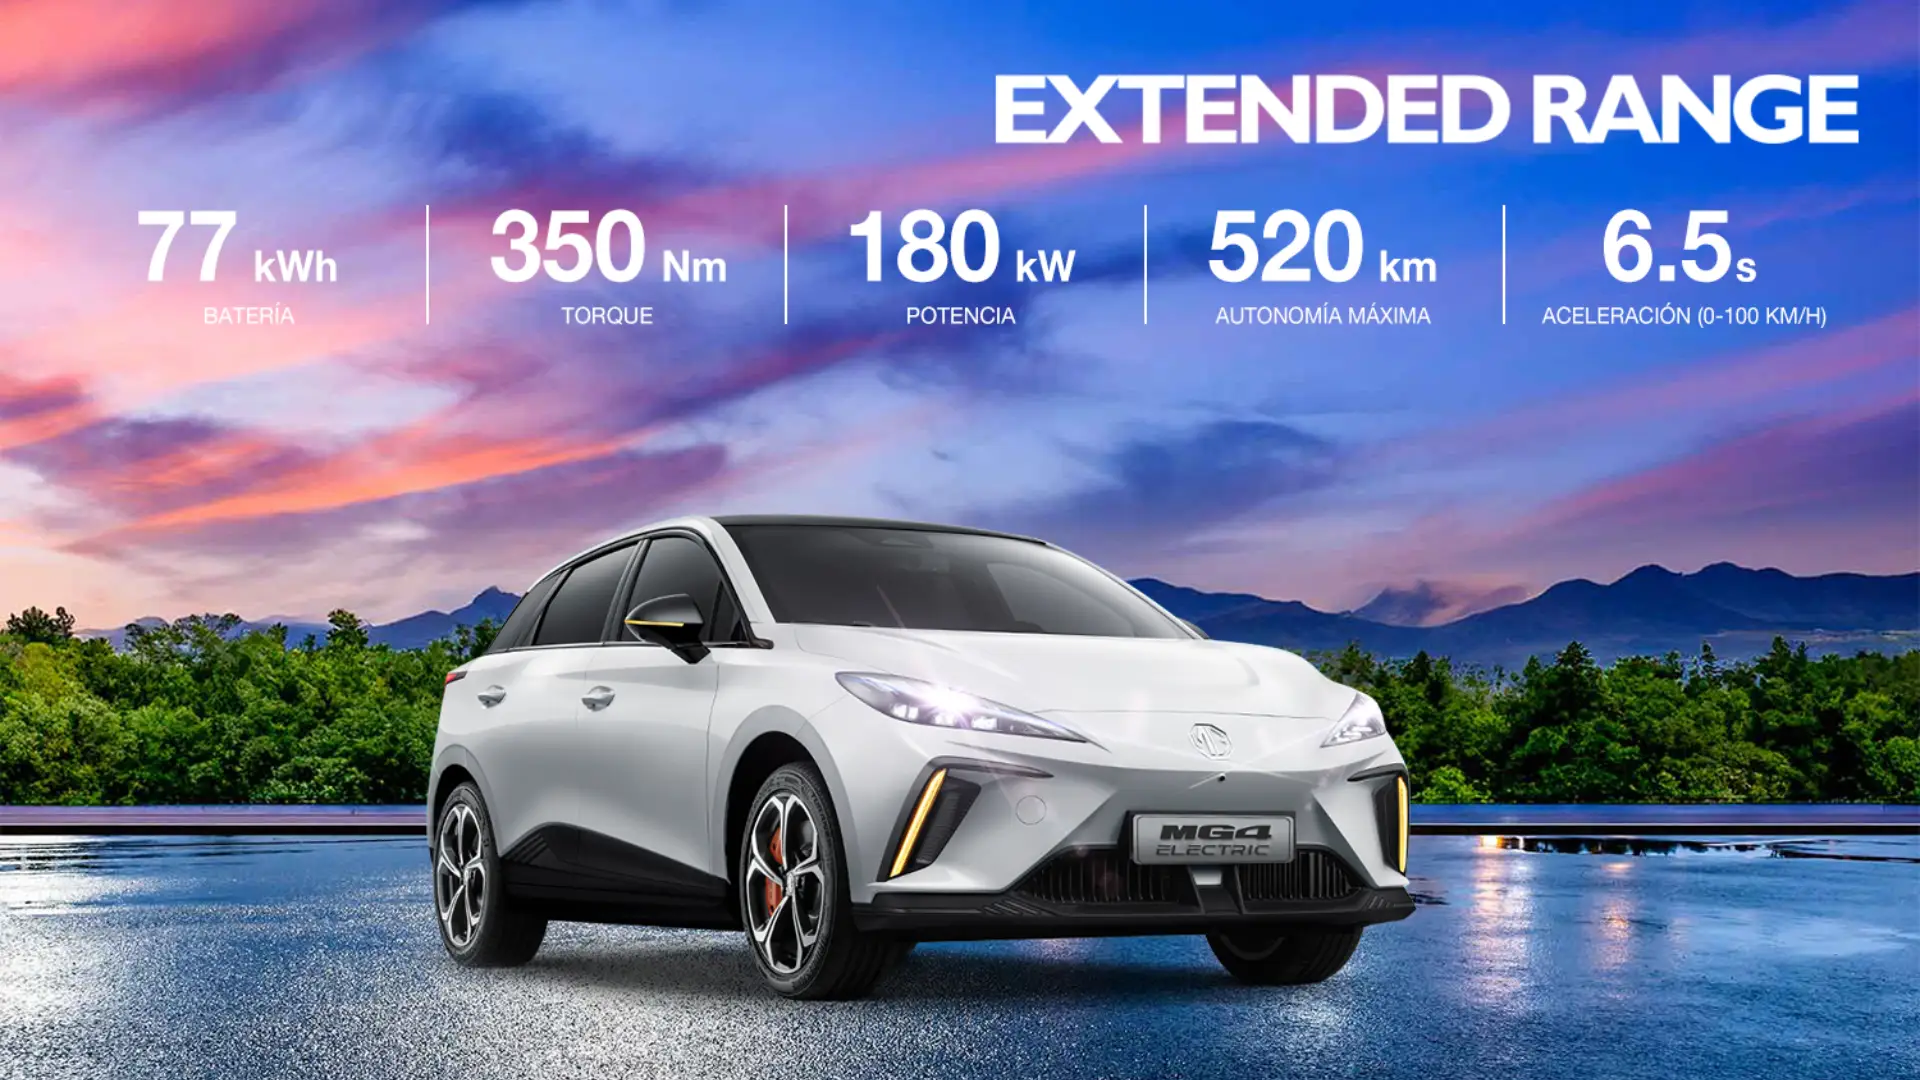 EXTENDED RANGE
77 kWh
BATERÍA
350 Nm
TORQUE
180 kW
POTENCIA
520 km
AUTONOMÍA MÁXIMA
6.5s
ACELERACIÓN (0-100 KM/H)
MG
MG4
ELECTRIC